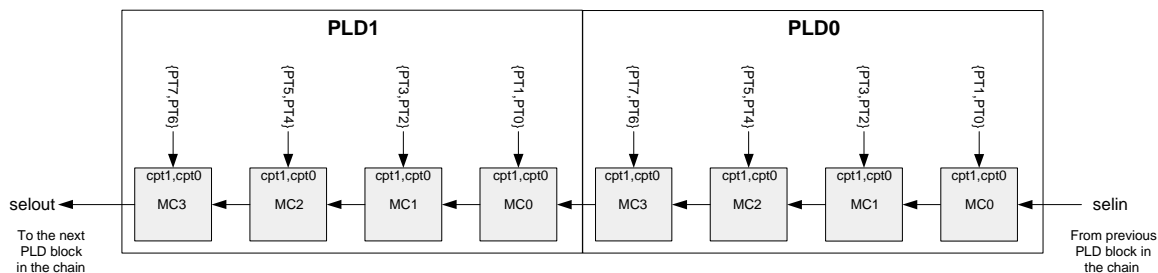 PLD1
PLD0
{PT7,PT6}
{PT5,PT4}
{PT3,PT2}
{PT1,PT0}
{PT7,PT6}
{PT5,PT4}
{PT3,PT2}
{PT1,PT0}
cpt1,cpt0
cpt1,cpt0
cpt1,cpt0
cpt1,cpt0
cpt1,cpt0
cpt1,cpt0
cpt1,cpt0
cpt1,cpt0
selout
MC3
MC2
MC1
MC0
MC3
MC2
MC1
MC0
selin
To the next
PLD block
in the chain
From previous
PLD block in
the chain